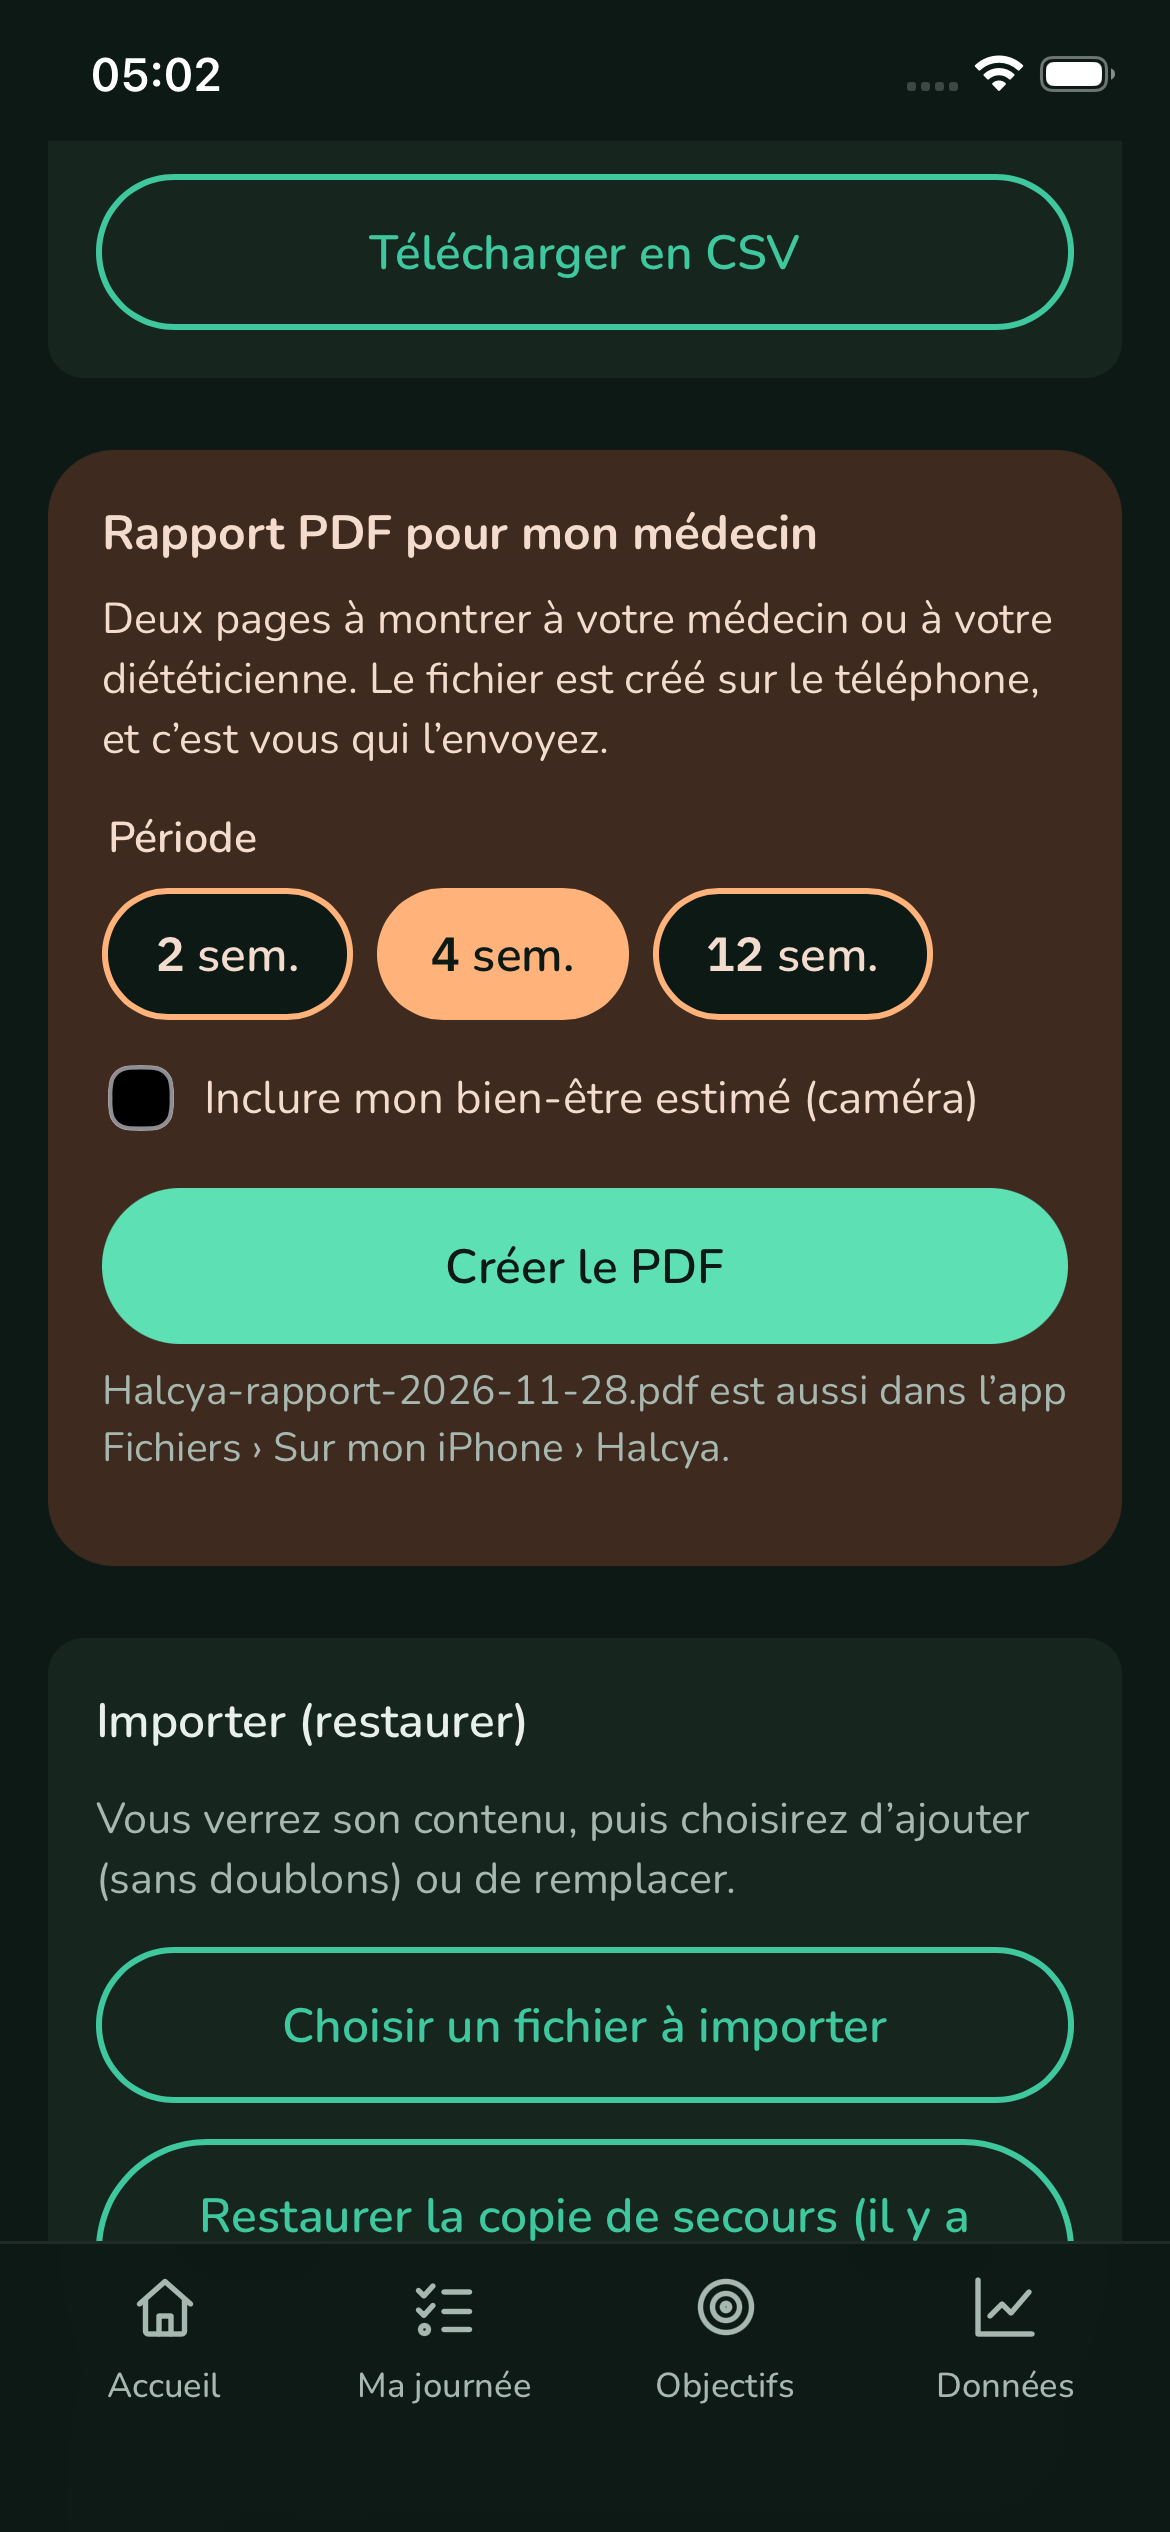 05:02
Télécharger en CSV
Rapport PDF pour mon médecin
Deux pages à montrer à votre médecin ou à votre
diététicienne. Le fichier est créé sur le téléphone,
et c’est vous qui l’envoyez.
Période
2 sem.
4 sem.
12 sem.
Inclure mon bien-être estimé (caméra)
Créer le PDF
Halcya-rapport-2026-11-28.pdf est aussi dans l’app
Fichiers › Sur mon iPhone › Halcya.
Importer (restaurer)
Vous verrez son contenu, puis choisirez d’ajouter
(sans doublons) ou de remplacer.
Choisir un fichier à importer
Restaurer la copie de secours (il y a
Accueil
Ma journée
Objectifs
Données